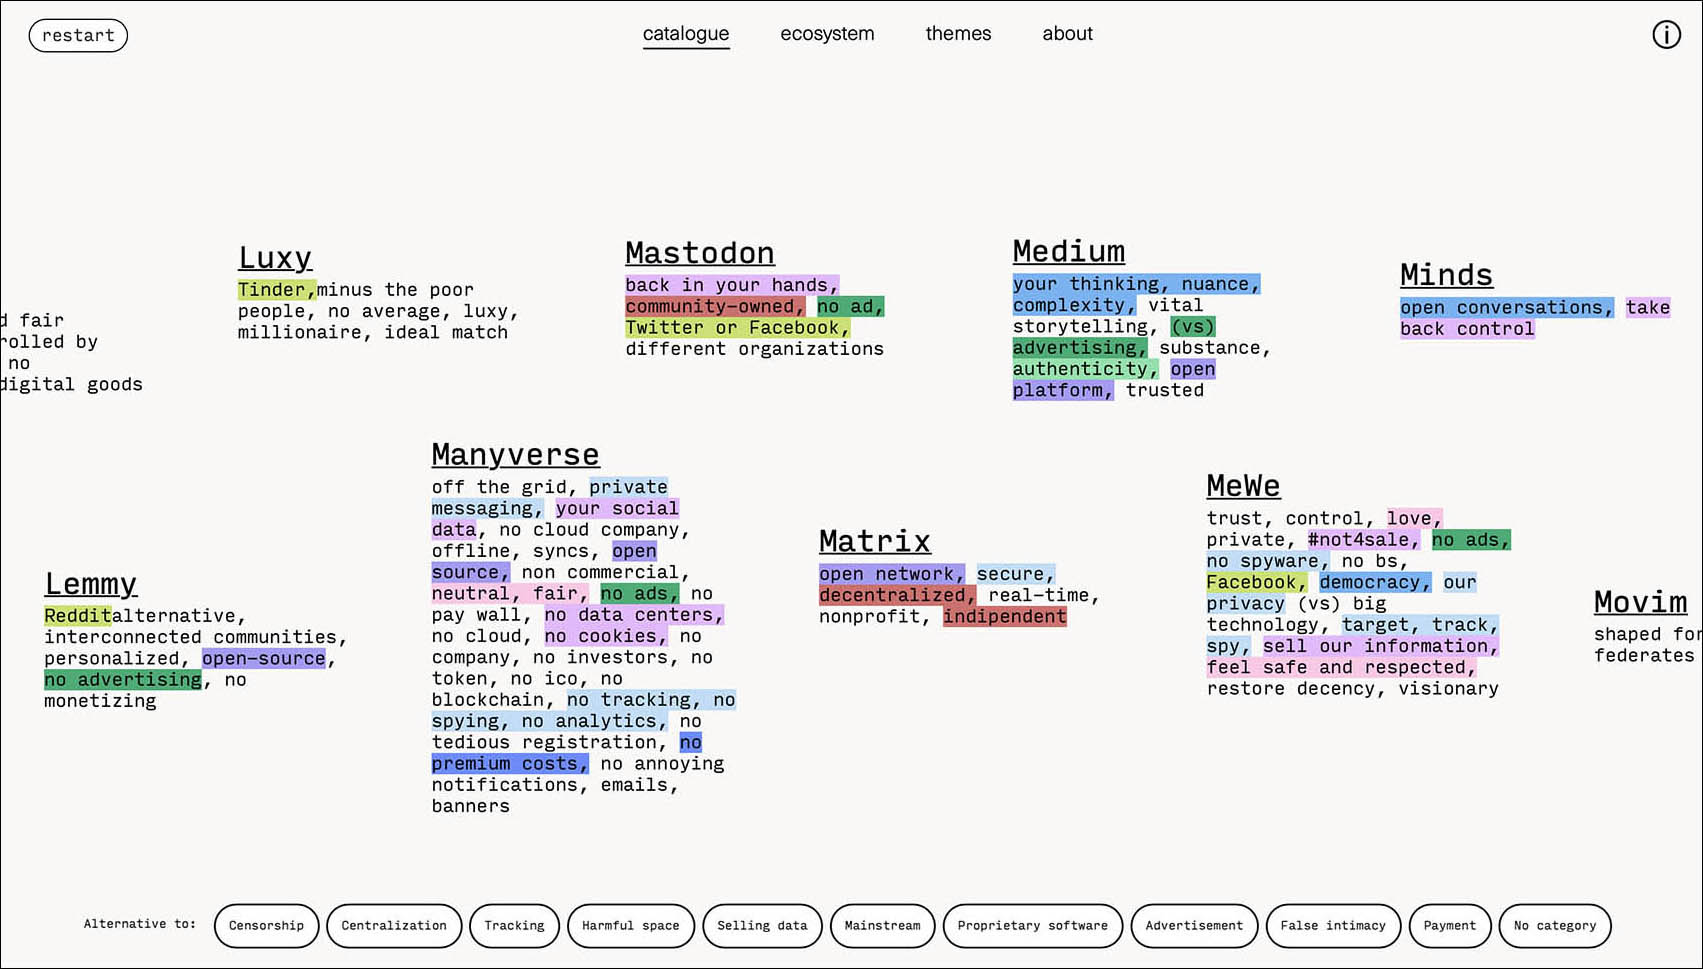 restart
catalogue
ecosystem
themes
about
i
d fair
rolled by
no
digital goods
Luxy
Tinder,minus the poor
people, no average, luxy,
millionaire, ideal match
Mastodon
back in your hands,
community-owned, no ad,
Twitter or Facebook,
different organizations
Medium
your thinking, nuance,
complexity, vital
storytelling, (vs)
advertising, substance,
authenticity, open
platform, trusted
Minds
open conversations, take
back control
Lemmy
Redditalternative,
interconnected communities,
personalized, open-source,
no advertising, no
monetizing
Manyverse
off the grid, private
messaging, your social
data, no cloud company,
offline, syncs, open
source, non commercial,
neutral, fair, no ads, no
pay wall, no data centers,
no cloud, no cookies, no
company, no investors, no
token, no ico, no
blockchain, no tracking, no
spying, no analytics, no
tedious registration, no
premium costs, no annoying
notifications, emails,
banners
Matrix
open network, secure,
decentralized, real-time,
nonprofit, indipendent
MeWe
trust, control, love,
private, #not4sale, no ads,
no spyware, no bs,
Facebook, democracy, our
privacy (vs) big
technology, target, track,
spy, sell our information,
feel safe and respected,
restore decency, visionary
Movim
shaped for
federates
Alternative to:
Censorship
Centralization
Tracking
Harmful space
Selling data
Mainstream
Proprietary software
Advertisement
False intimacy
Payment
No category